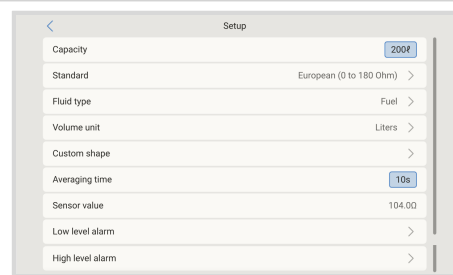 Setup
Capacity 200ℓ
Standard European (0 to 180 Ohm)
Fluid type Fuel
Volume unit Liters
Custom shape
Averaging time 10s
Sensor value 104.0Ω
Low level alarm
High level alarm